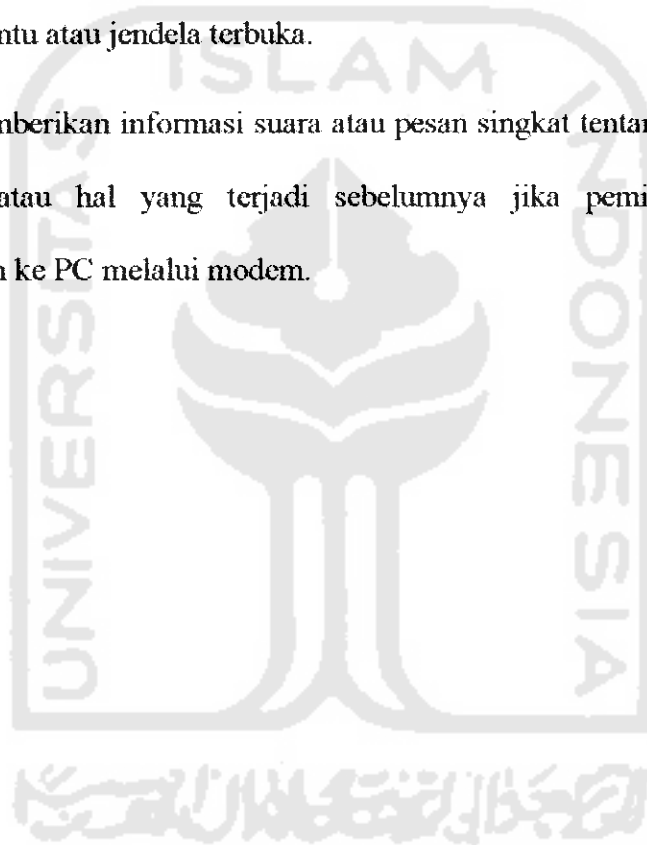 ntu atau jendela terbuka.
nberikan informasi suara atau pesan singkat tentar
atau hal yang terjadi sebelumnya jika pemi
n ke PC melalui modem.
ISLAM
UNIVERSITAS
INDONESIA